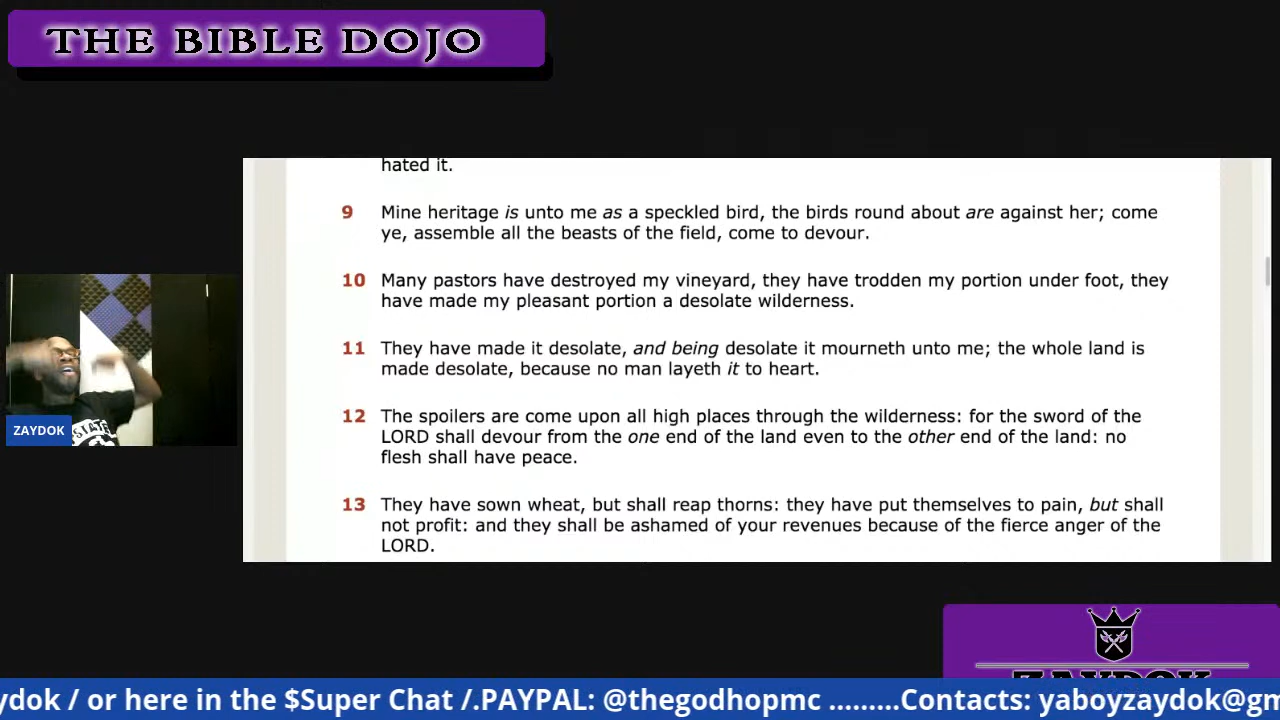 THE BIBLE DOJO
hated it.
9 Mine heritage is unto me as a speckled bird, the birds round about are against her; come
ye, assemble all the beasts of the field, come to devour.
10 Many pastors have destroyed my vineyard, they have trodden my portion under foot, they
have made my pleasant portion a desolate wilderness.
11 They have made it desolate, and being desolate it mourneth unto me; the whole land is
made desolate, because no man layeth it to heart.
12 The spoilers are come upon all high places through the wilderness: for the sword of the
LORD shall devour from the one end of the land even to the other end of the land: no
flesh shall have peace.
13 They have sown wheat, but shall reap thorns: they have put themselves to pain, but shall
not profit: and they shall be ashamed of your revenues because of the fierce anger of the
LORD.
ZAYDOK
ZAYDOK
ydok / or here in the $Super Chat /.PAYPAL: @thegodhopmc .........Contacts: yaboyzaydok@gm